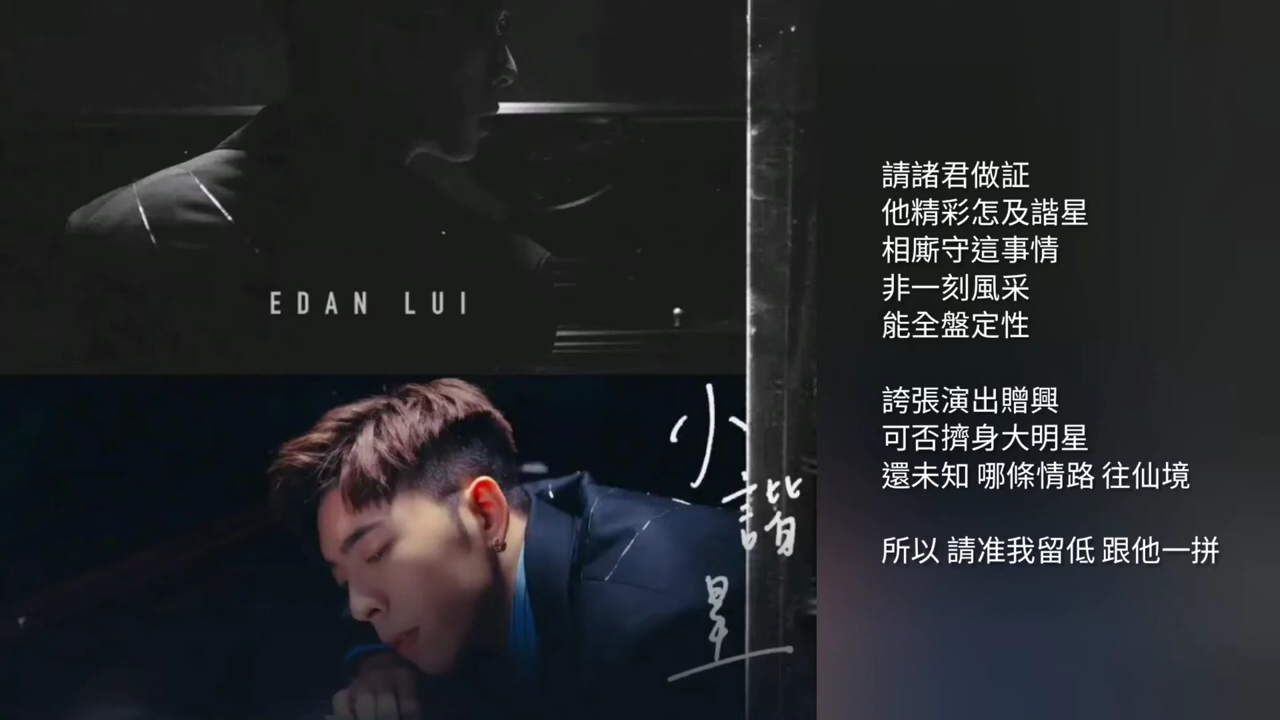 EDAN LUI
小
諧
星
請諸君做証
他精彩怎及諧星
相廝守這事情
非一刻風采
能全盤定性
誇張演出贈興
可否擠身大明星
還未知 哪條情路 往仙境
所以 請准我留低 跟他一拼